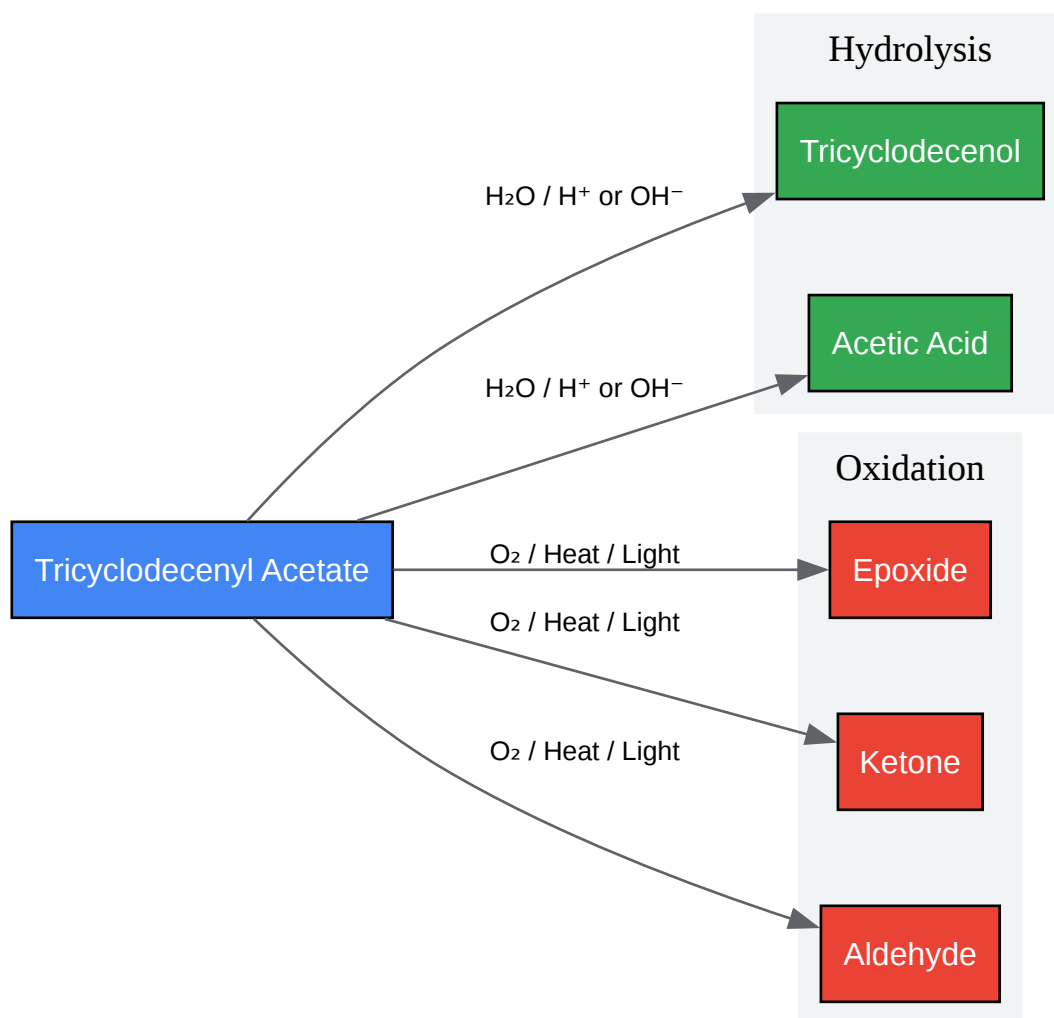 Hydrolysis
Tricyclodecenol
H₂O / H⁺ or OH⁻
Acetic Acid
H₂O / H⁺ or OH⁻
Oxidation
Tricyclodecenyl Acetate
O₂ / Heat / Light
Epoxide
O₂ / Heat / Light
Ketone
O₂ / Heat / Light
Aldehyde